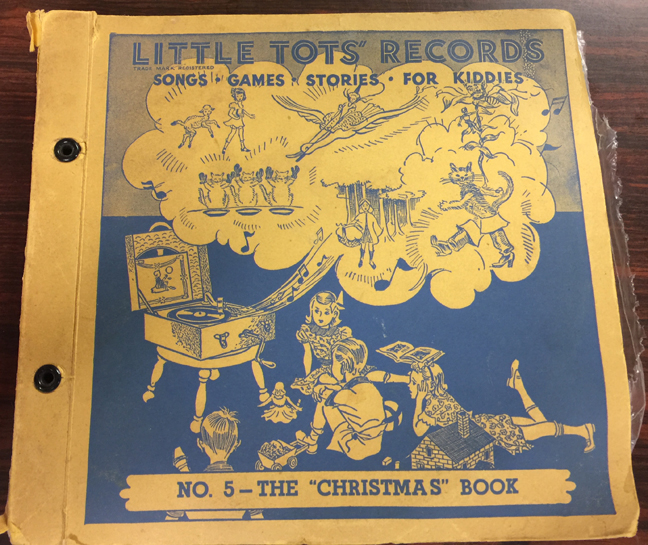 LITTLE TOTS' RECORDS
TRADE MARK REGISTERED
SONGS • GAMES • STORIES • FOR KIDDIES
NO. 5 — THE "CHRISTMAS" BOOK